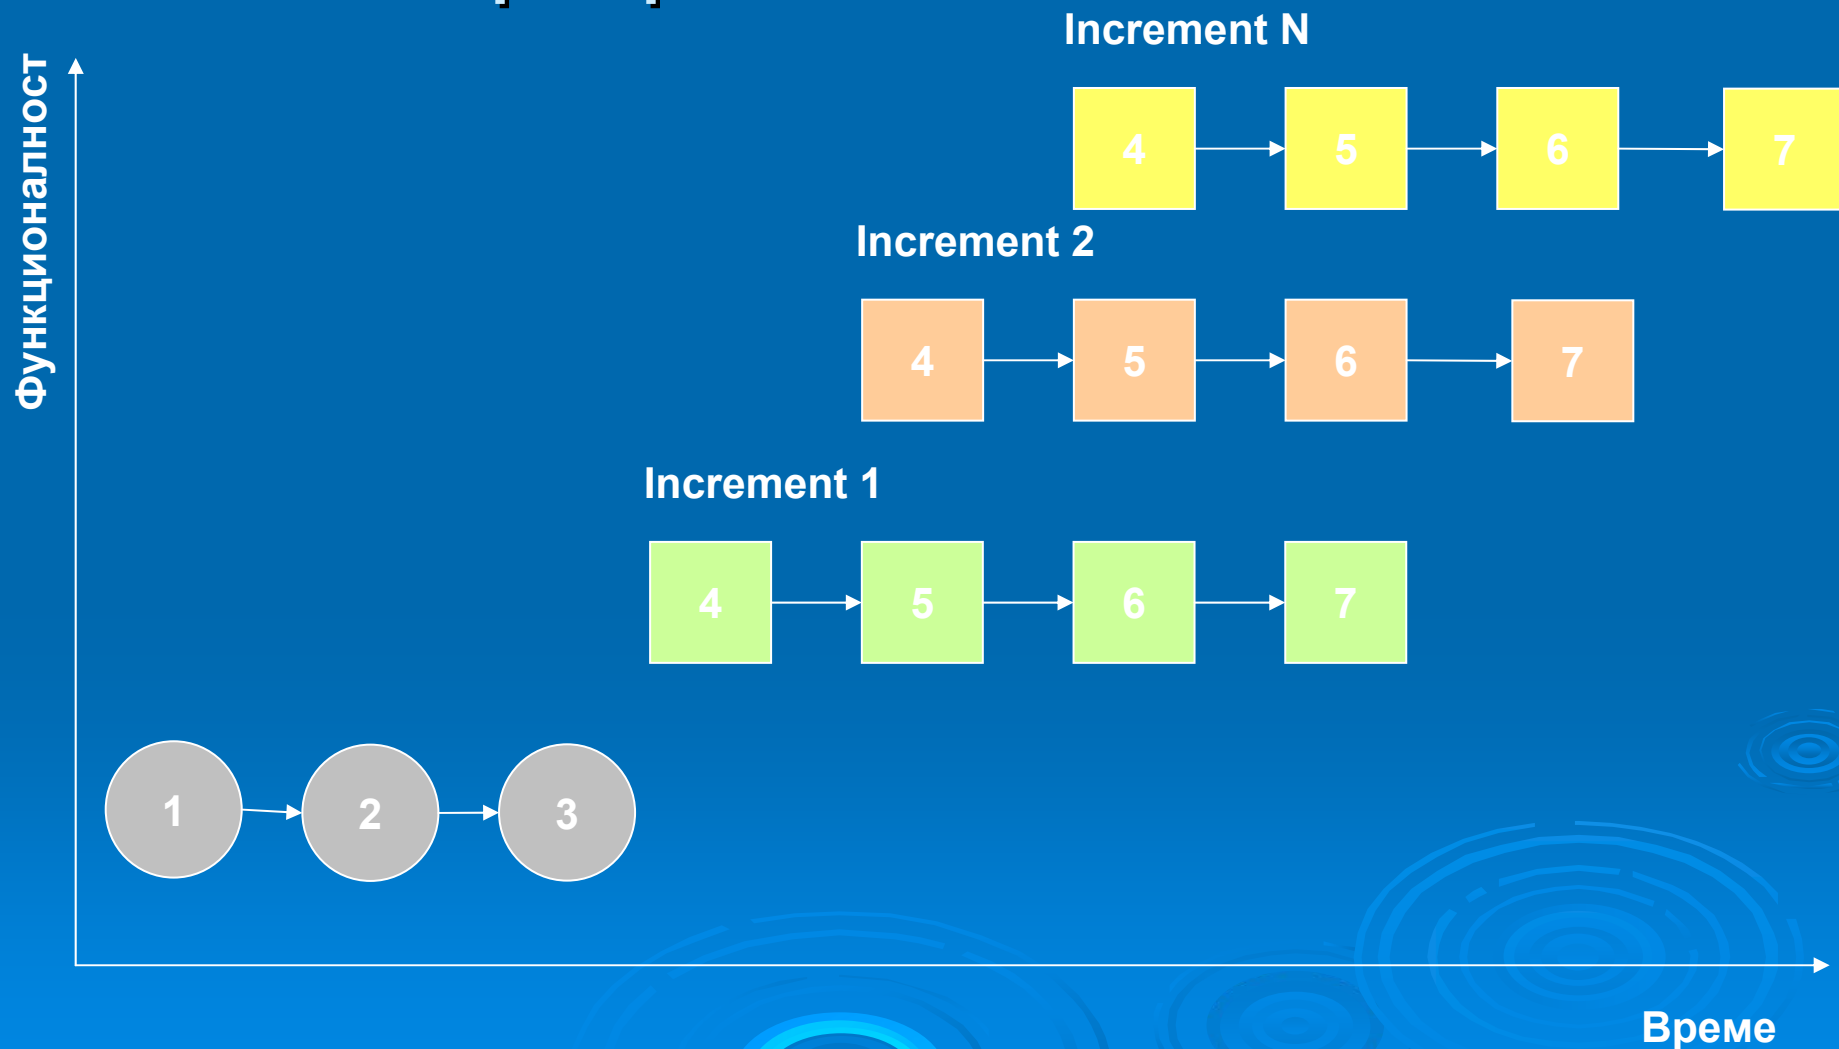 Increment N
Функционалност
4 5 6 7
Increment 2
4 5 6 7
Increment 1
4 5 6 7
1 2 3
Време